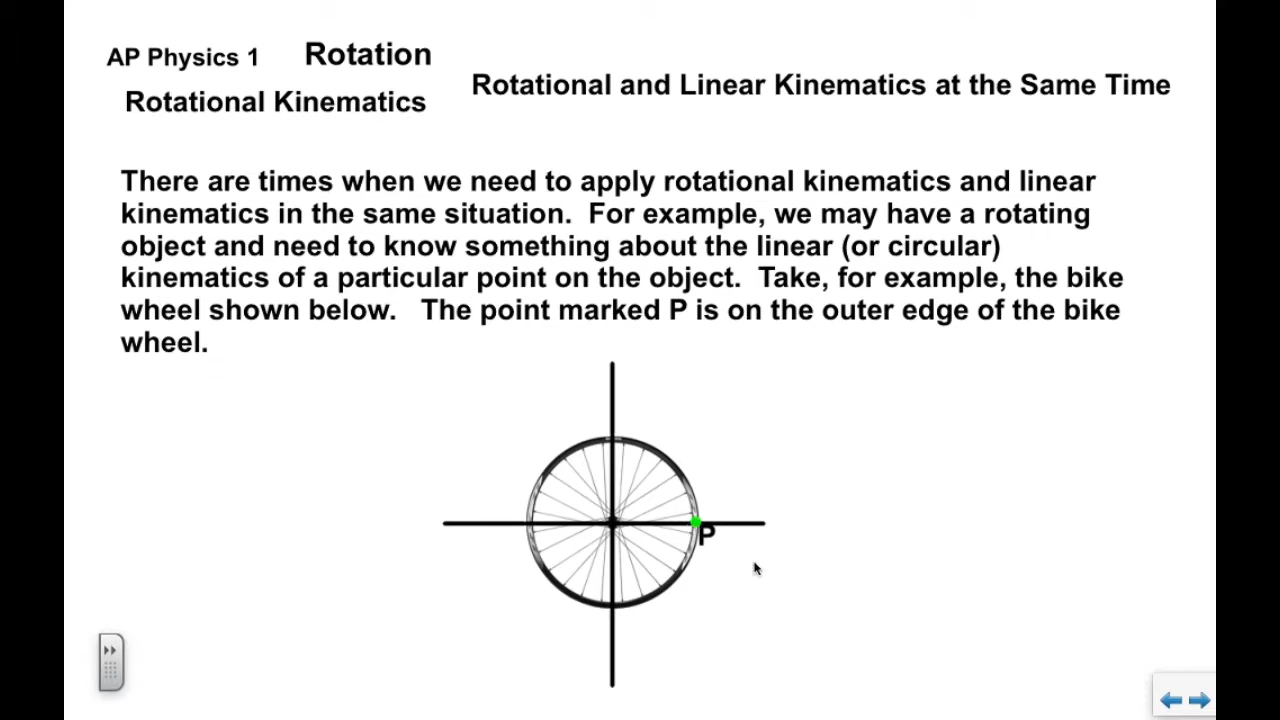 AP Physics 1 Rotation
Rotational Kinematics
Rotational and Linear Kinematics at the Same Time
There are times when we need to apply rotational kinematics and linear
kinematics in the same situation. For example, we may have a rotating
object and need to know something about the linear (or circular)
kinematics of a particular point on the object. Take, for example, the bike
wheel shown below. The point marked P is on the outer edge of the bike
wheel.
P